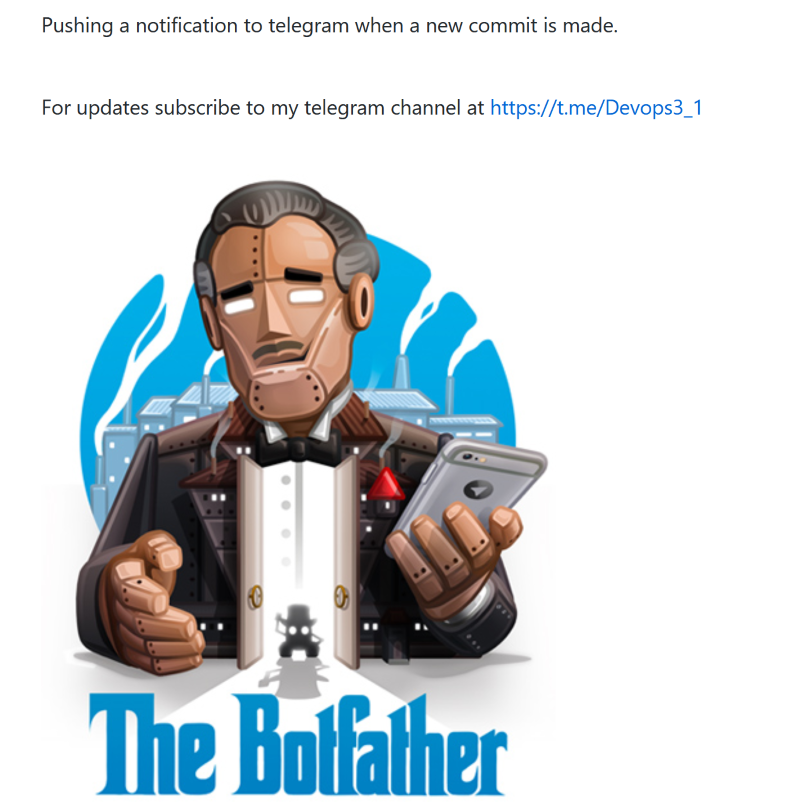 Pushing a notification to telegram when a new commit is made.
For updates subscribe to my telegram channel at https://t.me/Devops3_1
The Botfather